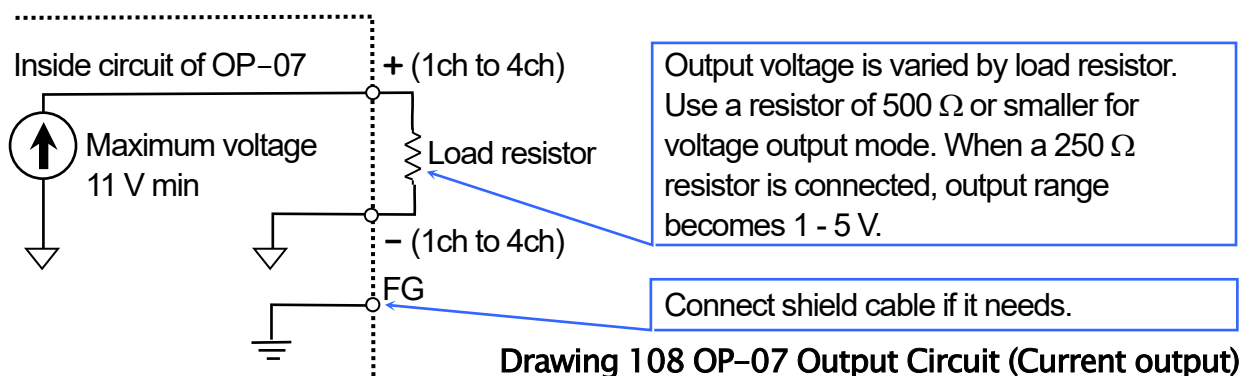 Inside circuit of OP−07
+ (1ch to 4ch)
Maximum voltage
11 V min
Load resistor
− (1ch to 4ch)
FG
Output voltage is varied by load resistor.
Use a resistor of 500 Ω or smaller for
voltage output mode. When a 250 Ω
resistor is connected, output range
becomes 1 - 5 V.
Connect shield cable if it needs.
Drawing 108 OP−07 Output Circuit (Current output)